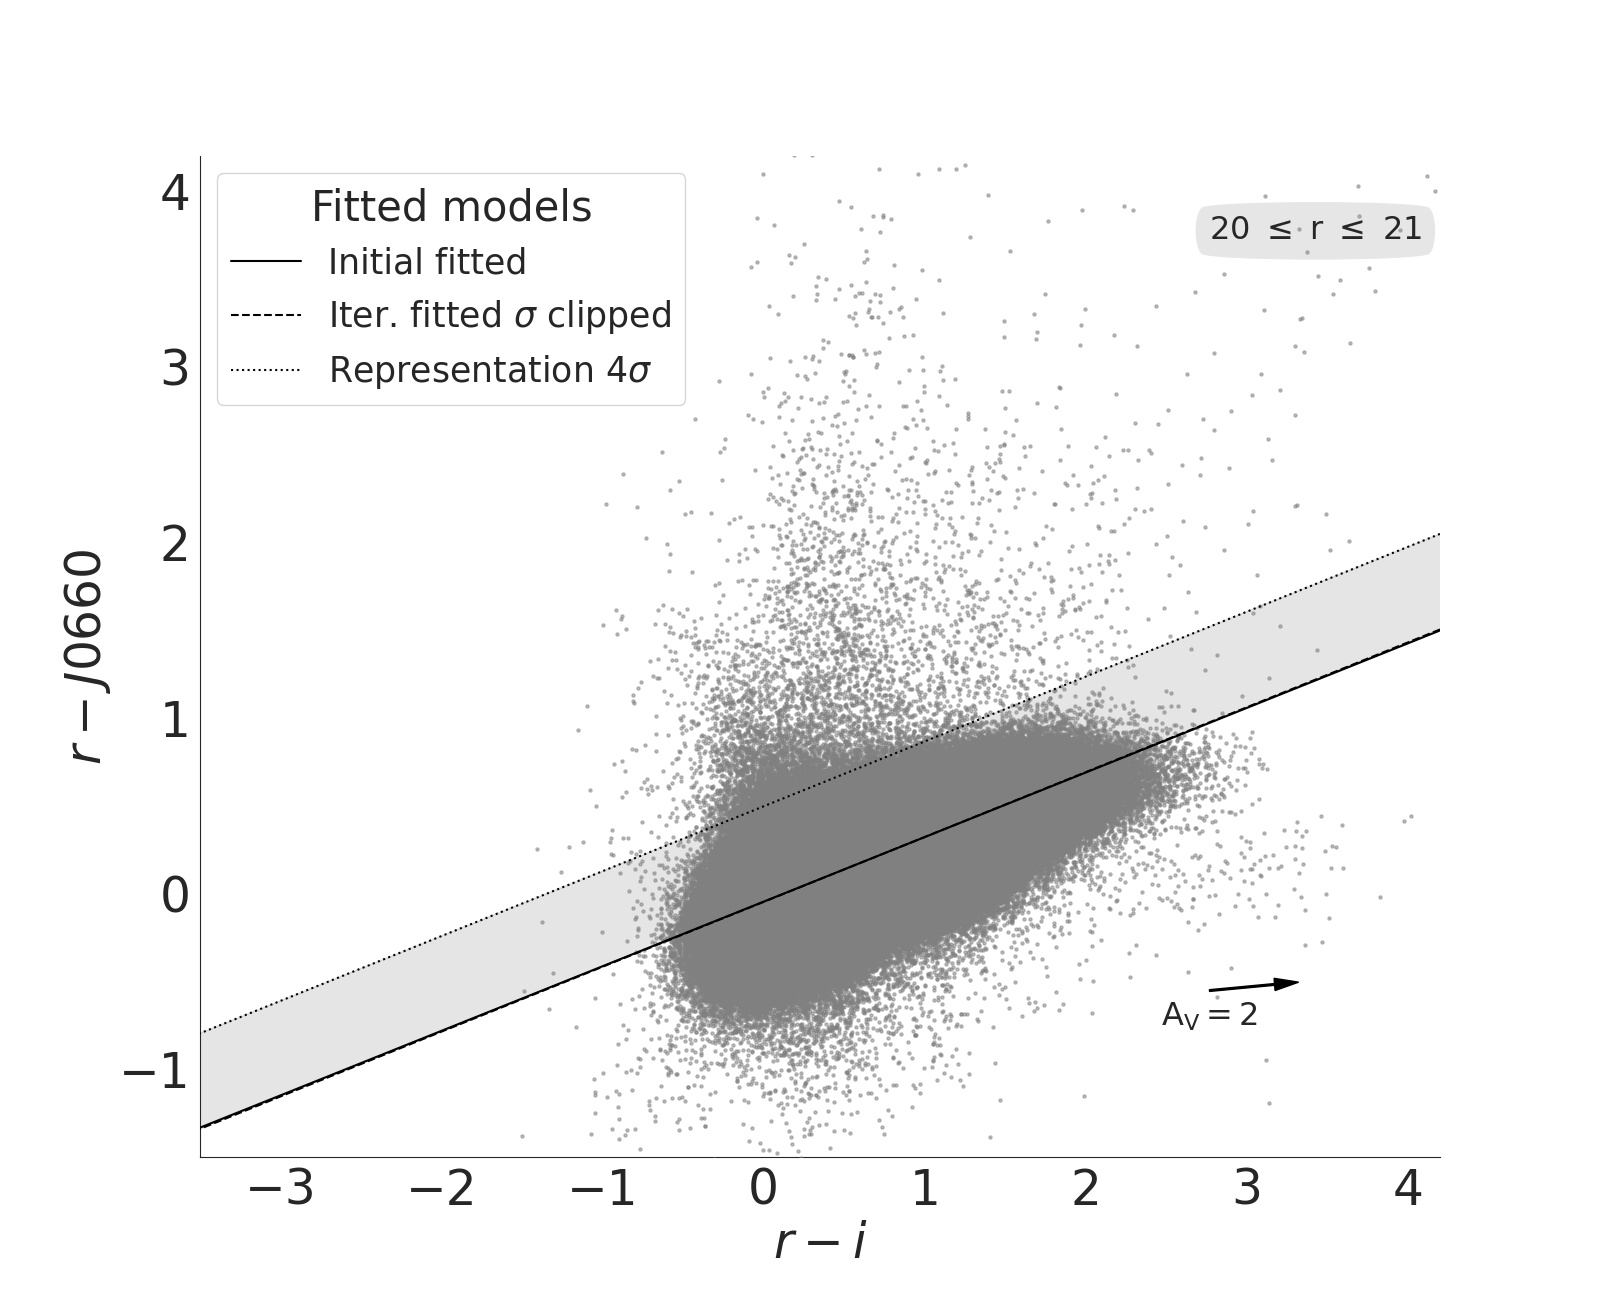 Fitted models
Initial fitted
Iter. fitted σ clipped
Representation 4σ
20 ≤ r ≤ 21
4
3
2
1
0
−1
r − J0660
A_V = 2
−3 −2 −1 0 1 2 3 4
r − i